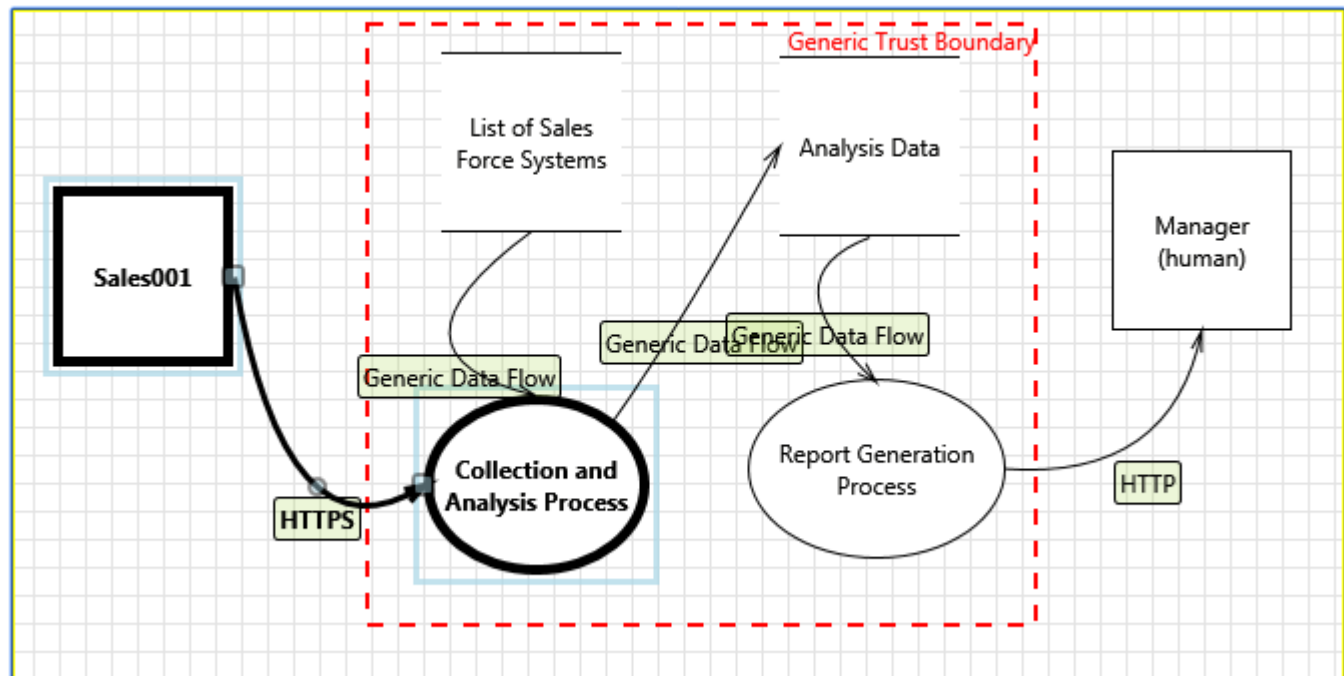 Generic Trust Boundary
List of Sales
Force Systems
Analysis Data
Manager
(human)
Sales001
Generic Data Flow
Generic Data Flow
Generic Data Flow
Collection and
Analysis Process
Report Generation
Process
HTTP
HTTPS